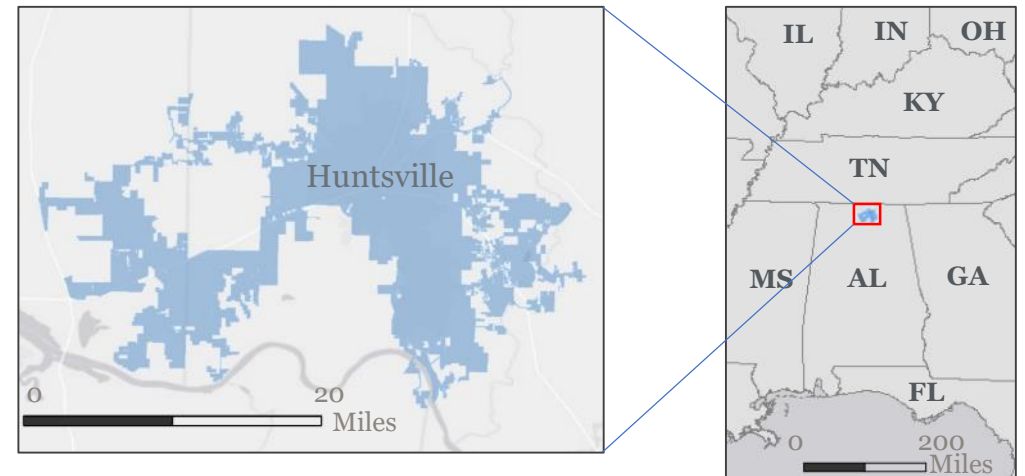 Huntsville
0 20
Miles
IL IN OH
KY
TN
MS AL GA
FL
0 200
Miles